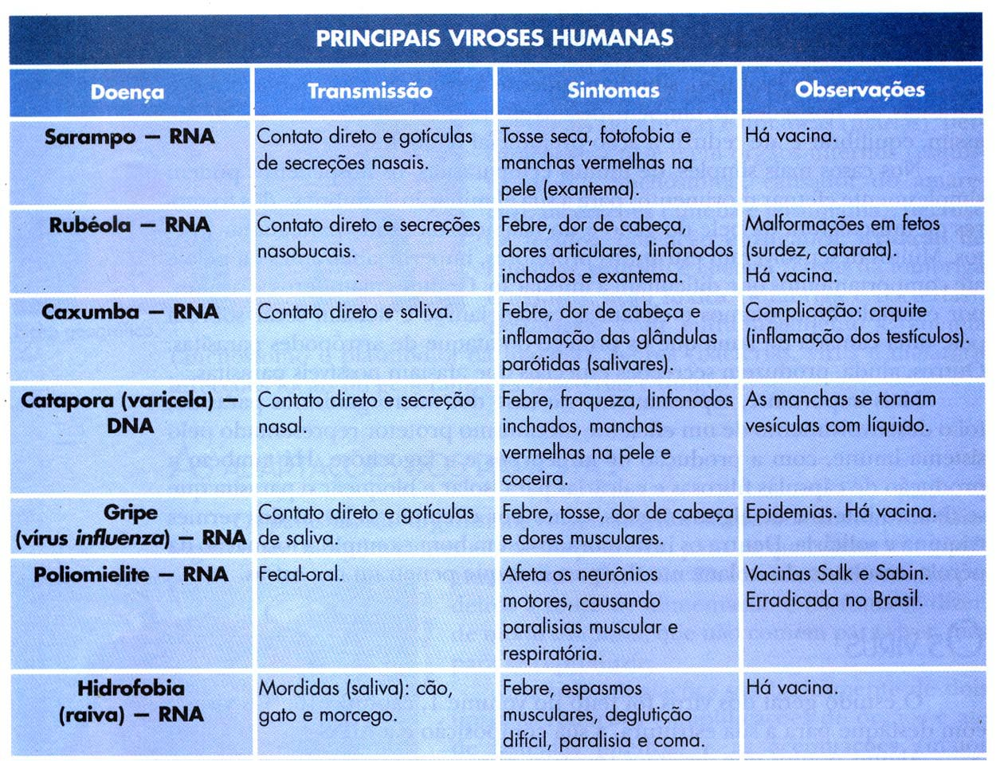 PRINCIPAIS VIROSES HUMANAS
Doença
Transmissão
Sintomas
Observações
Sarampo — RNA
Contato direto e gotículas
de secreções nasais.
Tosse seca, fotofobia e
manchas vermelhas na
pele (exantema).
Há vacina.
Rubéola — RNA
Contato direto e secreções
nasobucais.
Febre, dor de cabeça,
dores articulares, linfonodos
inchados e exantema.
Malformações em fetos
(surdez, catarata).
Há vacina.
Caxumba — RNA
Contato direto e saliva.
Febre, dor de cabeça e
inflamação das glândulas
parótidas (salivares).
Complicação: orquite
(inflamação dos testículos).
Catapora (varicela) —
DNA
Contato direto e secreção
nasal.
Febre, fraqueza, linfonodos
inchados, manchas
vermelhas na pele e
coceira.
As manchas se tornam
vesículas com líquido.
Gripe
(vírus influenza) — RNA
Contato direto e gotículas
de saliva.
Febre, tosse, dor de cabeça
e dores musculares.
Epidemias. Há vacina.
Poliomielite — RNA
Fecal-oral.
Afeta os neurônios
motores, causando
paralisias muscular e
respiratória.
Vacinas Salk e Sabin.
Erradicada no Brasil.
Hidrofobia
(raiva) — RNA
Mordidas (saliva): cão,
gato e morcego.
Febre, espasmos
musculares, deglutição
difícil, paralisia e coma.
Há vacina.